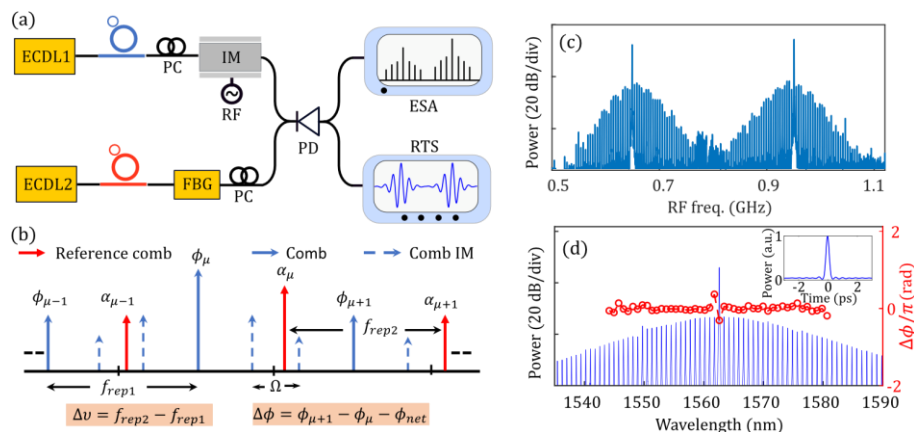 (a)
ECDL1
PC
IM
RF
ESA
PD
RTS
ECDL2
FBG
PC
(b)
Reference comb
Comb
Comb IM
ϕμ
αμ
ϕμ−1
αμ−1
ϕμ+1
αμ+1
frep2
frep1
Ω
Δυ = frep2 − frep1
Δϕ = ϕμ+1 − ϕμ − ϕnet
(c)
Power (20 dB/div)
0.5 0.7 0.9 1.1
RF freq. (GHz)
(d)
Power (20 dB/div)
Power (a.u.)
1
0
-2 0 2
Time (ps)
2
0
-2
Δϕ/π (rad)
1540 1550 1560 1570 1580 1590
Wavelength (nm)